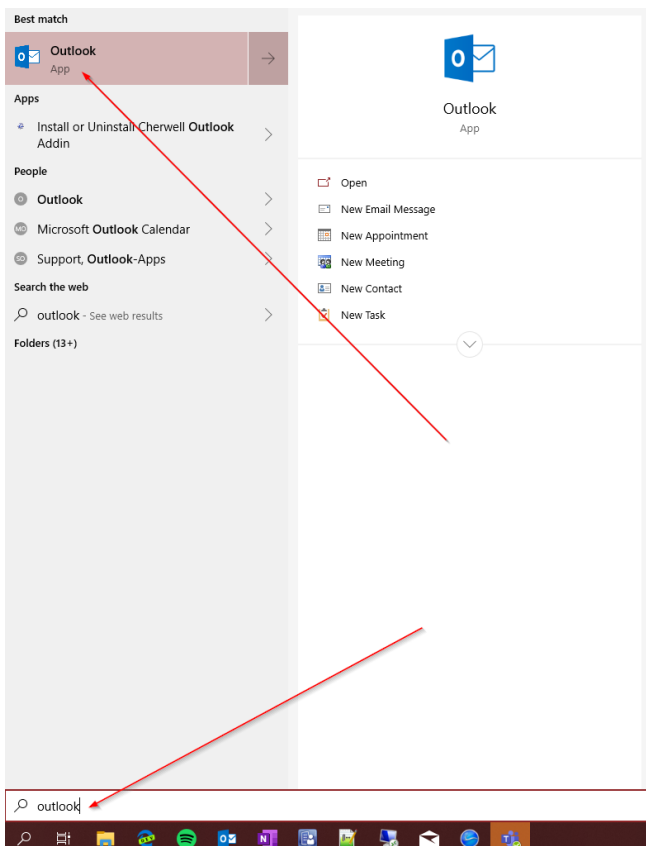 Best match
Outlook
App
Apps
Install or Uninstall Cherwell Outlook
Addin
People
Outlook
Microsoft Outlook Calendar
Support, Outlook-Apps
Search the web
outlook - See web results
Folders (13+)
Outlook
App
Open
New Email Message
New Appointment
New Meeting
New Contact
New Task
outlook